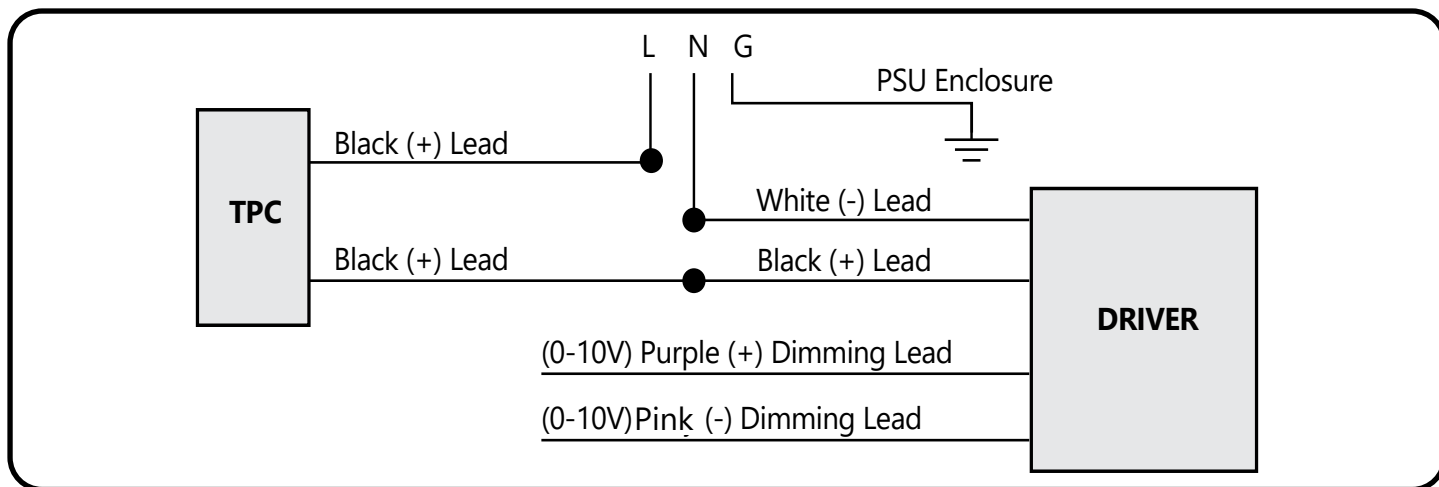 L N G
PSU Enclosure
Black (+) Lead
TPC
White (-) Lead
Black (+) Lead
Black (+) Lead
DRIVER
(0-10V) Purple (+) Dimming Lead
(0-10V)Pink (-) Dimming Lead